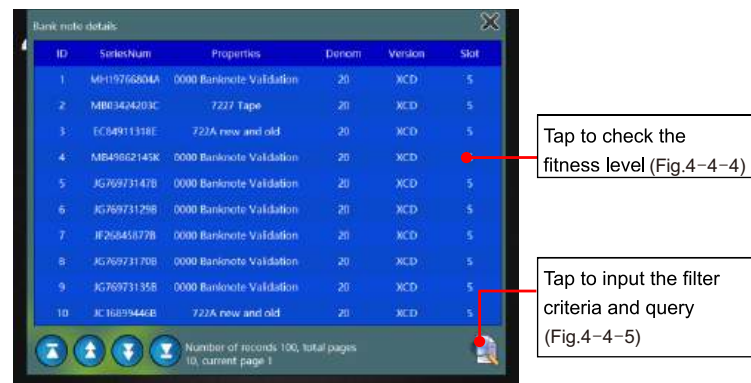 Bank note details
ID SeriesNum Properties Denom Version Slot
1 MH19766804A 0000 Banknote Validation 20 XCD 5
2 MB03424203C 7227 Tape 20 XCD 5
3 EC84911318E 722A new and old 20 XCD 5
4 MB49862145K 0000 Banknote Validation 20 XCD
5 JG76973147B 0000 Banknote Validation 20 XCD 5
6 JG76973129B 0000 Banknote Validation 20 XCD 5
7 JF26845877B 0000 Banknote Validation 20 XCD 5
8 JG76973170B 0000 Banknote Validation 20 XCD 5
9 JG76973135B 0000 Banknote Validation 20 XCD 5
10 JC16899446B 722A new and old 20 XCD 5
Number of records 100, total pages
10, current page 1
Tap to check the
fitness level (Fig.4-4-4)
Tap to input the filter
criteria and query
(Fig.4-4-5)